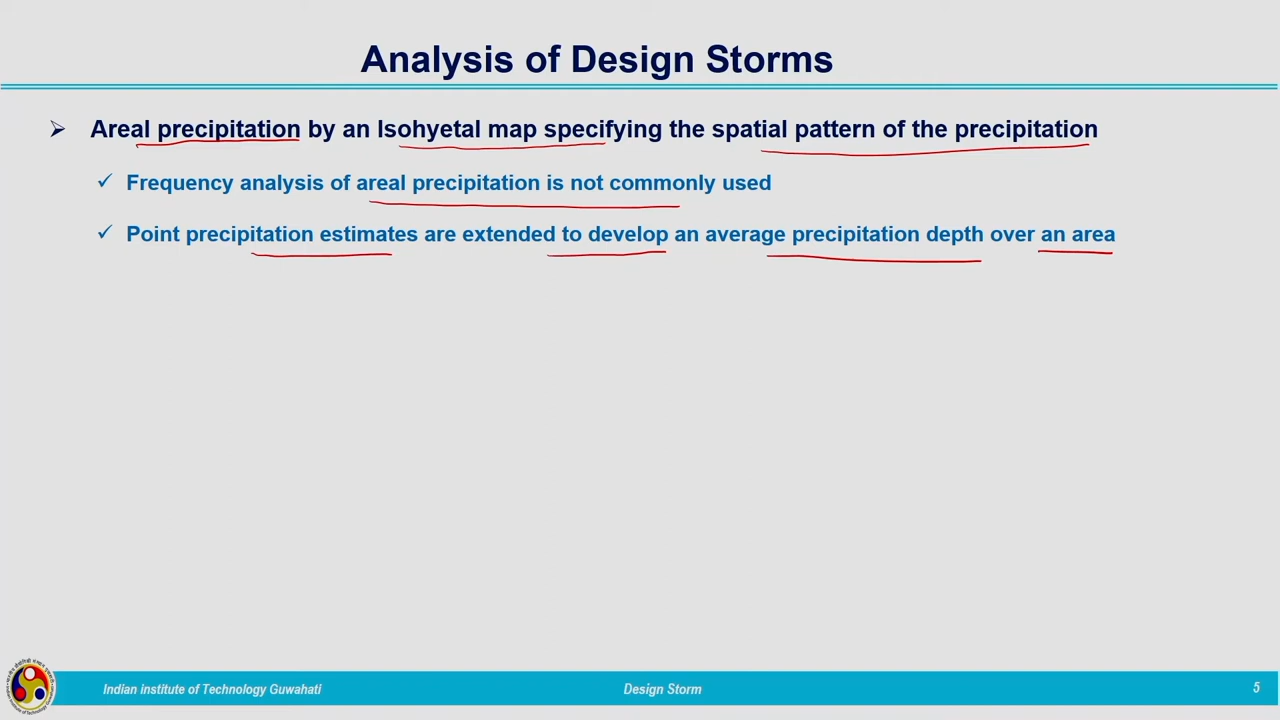 Analysis of Design Storms
Areal precipitation by an Isohyetal map specifying the spatial pattern of the precipitation
Frequency analysis of areal precipitation is not commonly used
Point precipitation estimates are extended to develop an average precipitation depth over an area
Indian institute of Technology Guwahati
Design Storm
5